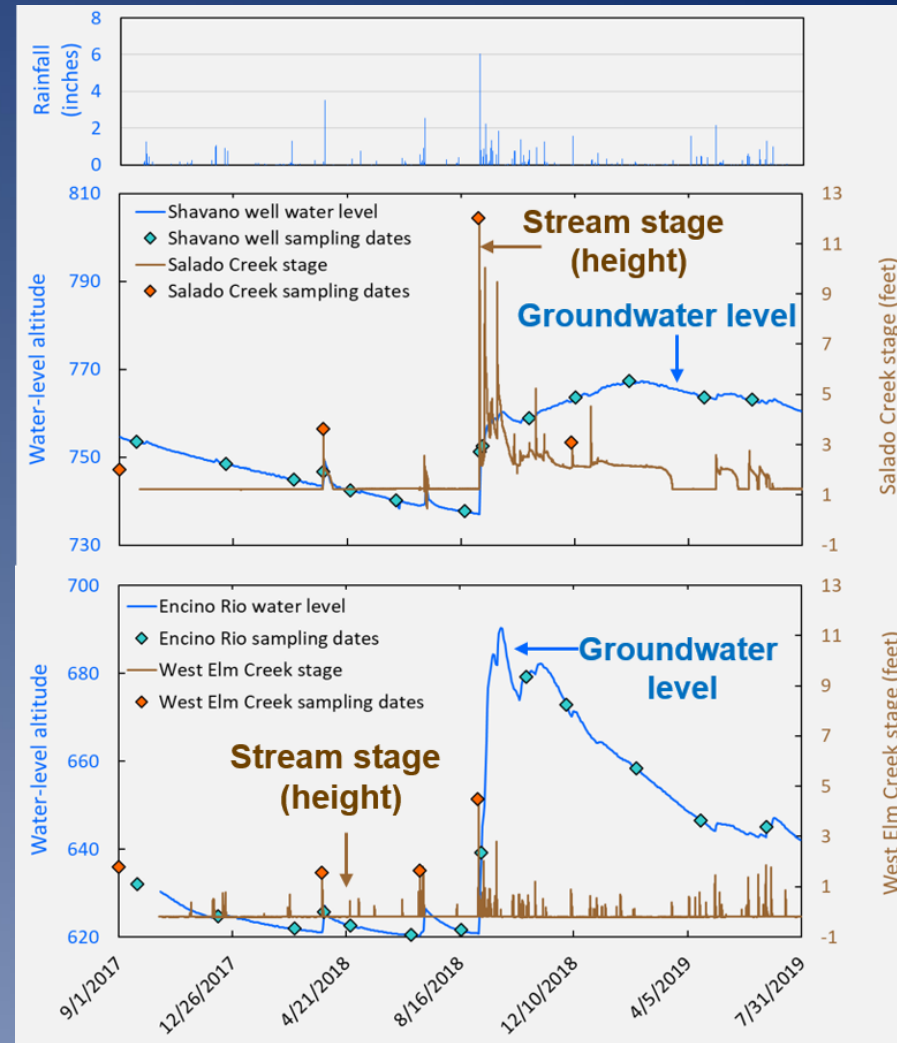 Rainfall
(inches)
8
6
4
2
0
Water-level altitude
810
790
770
750
730
Shavano well water level
Shavano well sampling dates
Salado Creek stage
Salado Creek sampling dates
Stream stage
(height)
Groundwater level
13
11
9
7
5
3
1
-1
Salado Creek stage (feet)
Water-level altitude
700
680
660
640
620
Encino Rio water level
Encino Rio sampling dates
West Elm Creek stage
West Elm Creek sampling dates
Groundwater
level
Stream stage
(height)
13
11
9
7
5
3
1
-1
West Elm Creek stage (feet)
9/1/2017
12/26/2017
4/21/2018
8/16/2018
12/10/2018
4/5/2019
7/31/2019